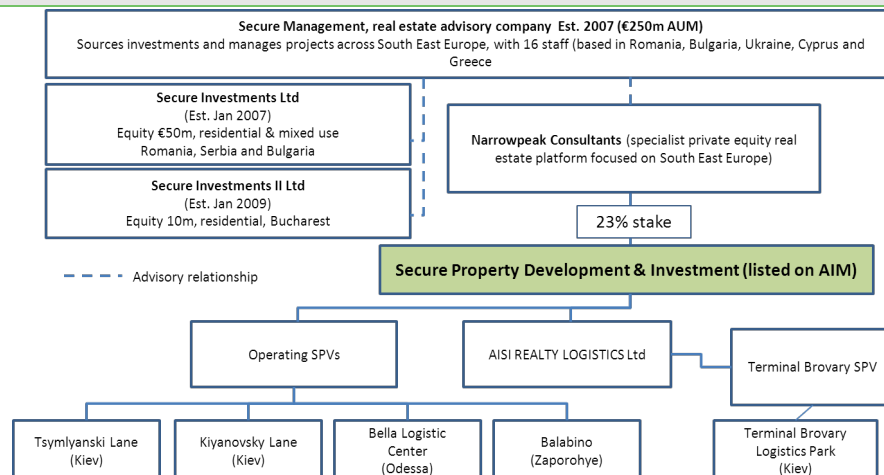 Secure Management, real estate advisory company  Est. 2007 (€250m AUM)
Sources investments and manages projects across South East Europe, with 16 staff (based in Romania, Bulgaria, Ukraine, Cyprus and
Greece
Secure Investments Ltd
(Est. Jan 2007)
Equity €50m, residential & mixed use
Romania, Serbia and Bulgaria
Narrowpeak Consultants (specialist private equity real
estate platform focused on South East Europe)
Secure Investments II Ltd
(Est. Jan 2009)
Equity 10m, residential, Bucharest
23% stake
Secure Property Development & Investment (listed on AIM)
Advisory relationship
Operating SPVs
AISI REALTY LOGISTICS Ltd
Terminal Brovary SPV
Tsymlyanski Lane
(Kiev)
Kiyanovsky Lane
(Kiev)
Bella Logistic
Center
(Odessa)
Balabino
(Zaporohye)
Terminal Brovary
Logistics Park
(Kiev)